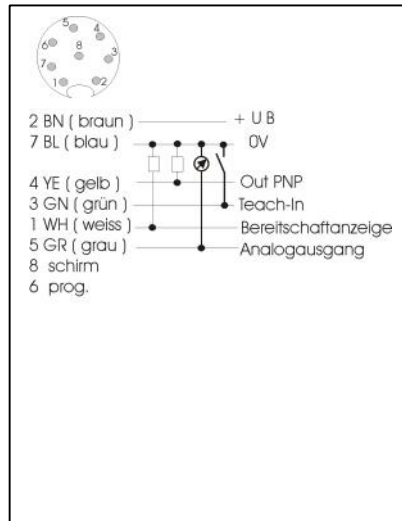 5 4
6 8 3
7
1 2
2 BN ( braun ) + U B
7 BL ( blau ) 0V
4 YE ( gelb ) Out PNP
3 GN ( grün ) Teach-In
1 WH ( weiss ) Bereitschaftanzeige
5 GR ( grau ) Analogausgang
8 schirm
6 prog.